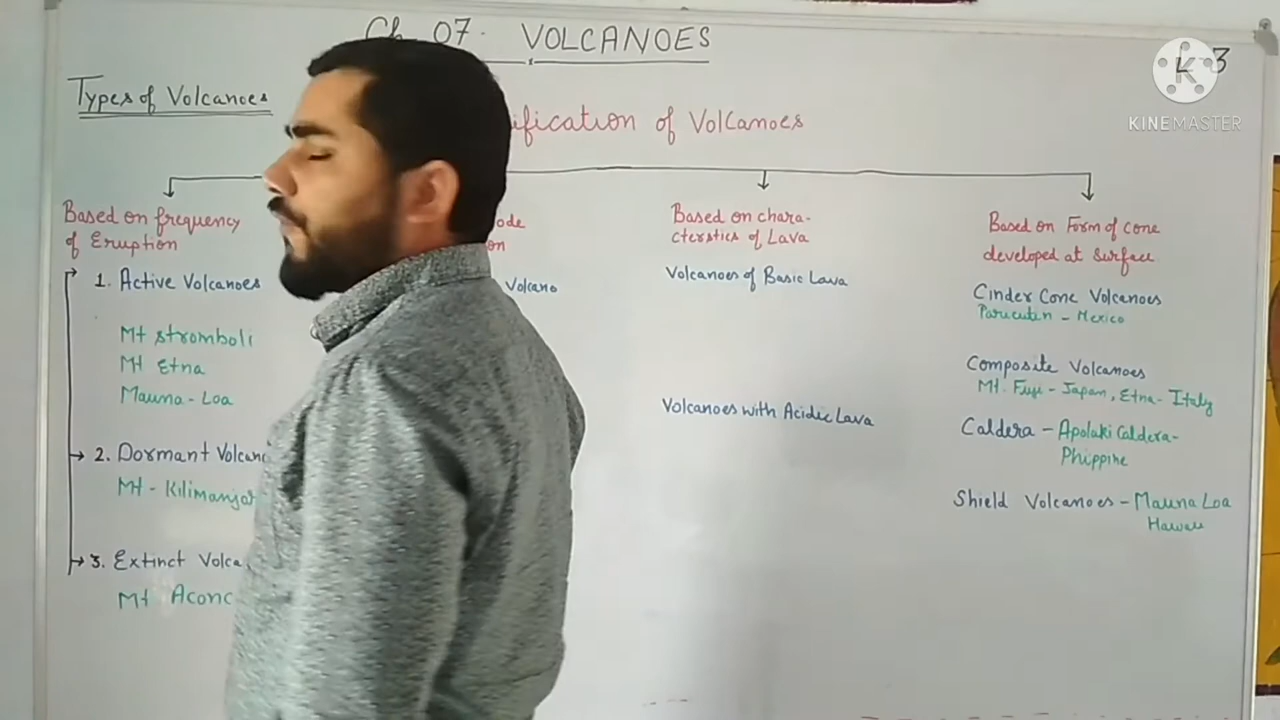 Ch 07. VOLCANOES
L 3
K
KINEMASTER
Types of Volcanoes
ification of Volcanoes
Based on frequency
of Eruption
1. Active Volcanoes
Mt stromboli
Mt Etna
Mauna-Loa
2. Dormant Volcan
Mt - Kilimanjar
3. Extinct Volca
Mt Aconc
ode
on
Volcano
Based on chara-
cterstics of Lava
Volcanoes of Basic Lava
Volcanoes with Acidic Lava
Based on Form of cone
developed at Surface
Cinder Cone Volcanoes
Paricutin - Mexico
Composite Volcanoes
Mt. Fuji - Japan, Etna - Italy
Caldera - Apolaki Caldera-
Phippine
Shield Volcanoes - Mauna Loa
Hawaii